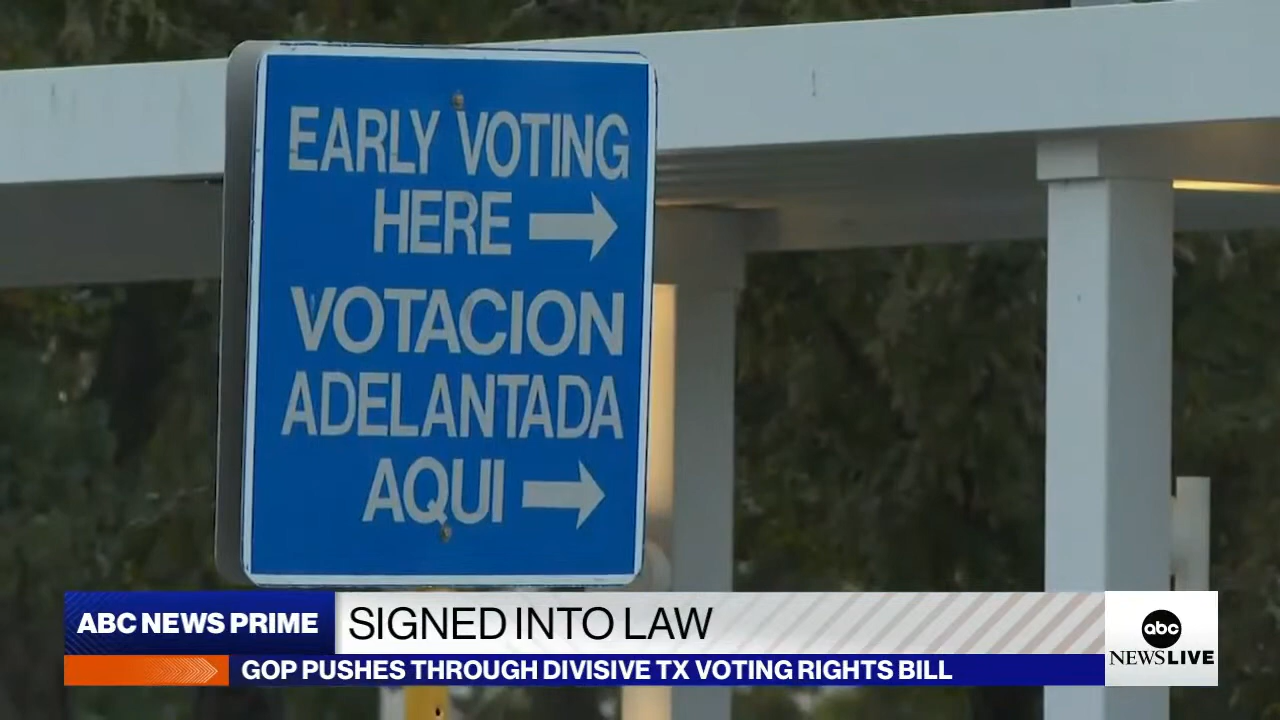 EARLY VOTING
HERE
VOTACION
ADELANTADA
AQUI
ABC NEWS PRIME
SIGNED INTO LAW
abc
NEWSLIVE
GOP PUSHES THROUGH DIVISIVE TX VOTING RIGHTS BILL